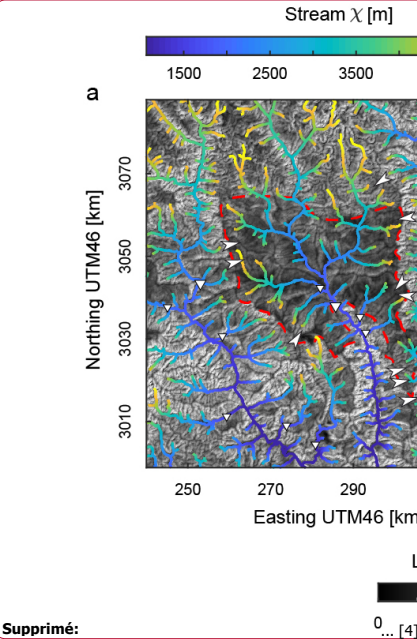 Stream χ [m]
1500 2500 3500
a
3070
3050
3030
3010
Northing UTM46 [km]
250 270 290
Easting UTM46 [km
L
0
Supprimé: ... [4]